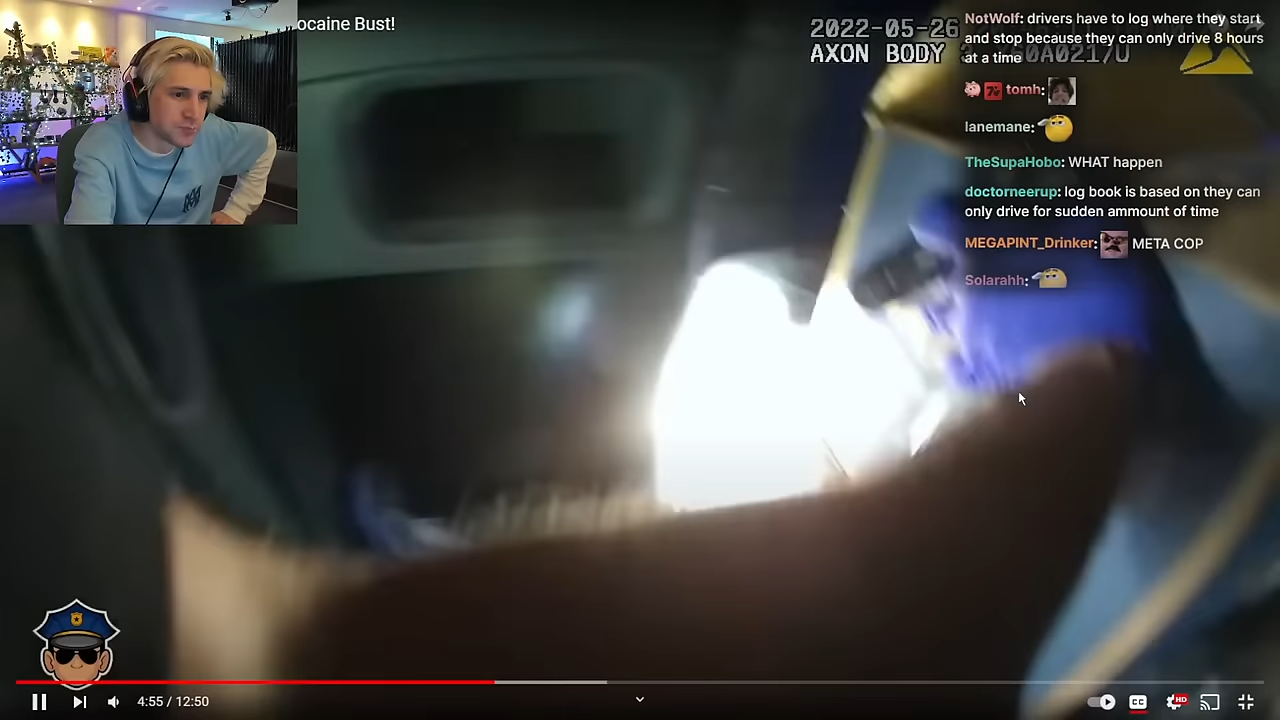 ocaine Bust!
2022-05-26
AXON BODY
NotWolf: drivers have to log where they start
and stop because they can only drive 8 hours
at a time
tomh:
lanemane:
TheSupaHobo: WHAT happen
doctorneerup: log book is based on they can
only drive for sudden ammount of time
MEGAPINT_Drinker: META COP
Solarahh:
4:55 / 12:50
CC
HD